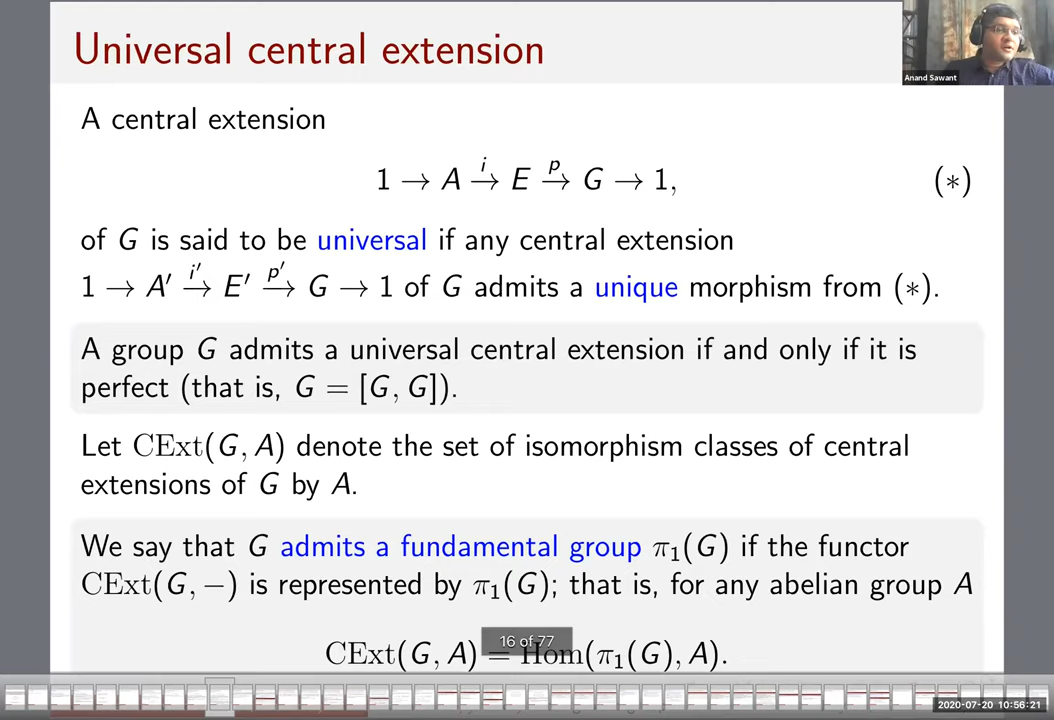 Universal central extension
Anand Sawant
A central extension
1 → A →^i E →^p G → 1, (∗)
of G is said to be universal if any central extension
1 → A′ →^{i′} E′ →^{p′} G → 1 of G admits a unique morphism from (∗).
A group G admits a universal central extension if and only if it is
perfect (that is, G = [G, G]).
Let CExt(G, A) denote the set of isomorphism classes of central
extensions of G by A.
We say that G admits a fundamental group π₁(G) if the functor
CExt(G, −) is represented by π₁(G); that is, for any abelian group A
16 of 77
CExt(G, A) = Hom(π₁(G), A).
2020-07-20 10:56:21